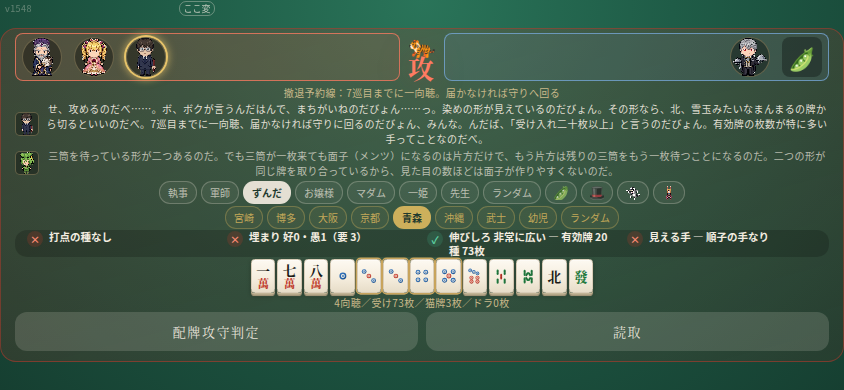 v1548
ここ変
攻
撤退予約線：7巡目までに一向聴。届かなければ守りへ回る
せ、攻めるのだべ……。ボ、ボクが言うんだはんで、まちがいねのだびょん……っ。染めの形が見えているのだびょん。その形なら、北、雪玉みたいなまんまるの牌か
ら切るといいのだべ。7巡目までに一向聴、届かなければ守りに回るのだびょん、みんな。んだば、「受け入れ二十枚以上」と言うのだびょん。有効牌の枚数が特に多い
手ってことなのだべ。
三筒を待っている形が二つあるのだ。でも三筒が一枚来ても面子（メンツ）になるのは片方だけで、もう片方は残りの三筒をもう一枚待つことになるのだ。二つの形が
同じ牌を取り合っているから、見た目の数ほどは面子が作りやすくないのだ。
執事 軍師 ずんだ お嬢様 マダム 一姫 先生 ランダム
宮崎 博多 大阪 京都 青森 沖縄 武士 幼児 ランダム
打点の種なし
埋まり 好0・愚1（要 3）
伸びしろ 非常に広い — 有効牌 20
種 73枚
見える手 — 順子の手なり
一萬 七萬 八萬 北 發
4向聴／受け73枚／猫牌3枚／ドラ0枚
配牌攻守判定
読取